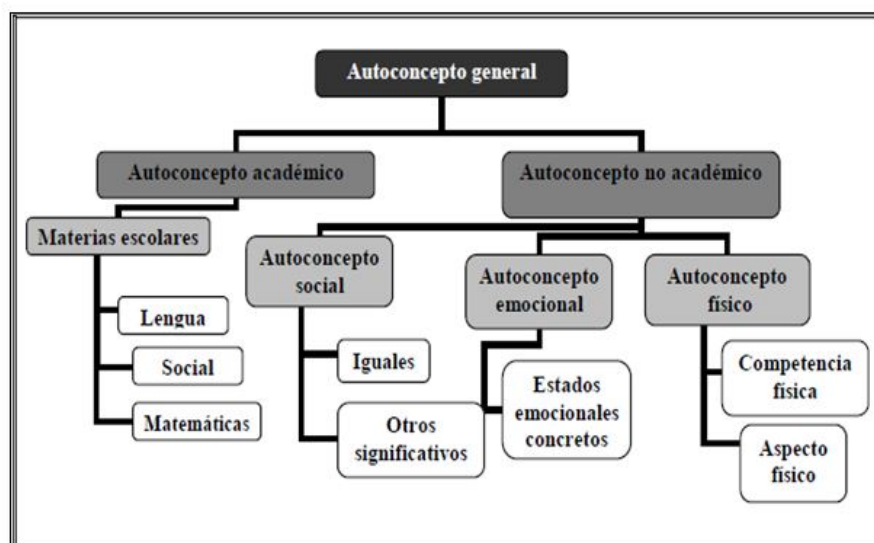 Autoconcepto general
Autoconcepto académico
Autoconcepto no académico
Materias escolares
Autoconcepto
social
Autoconcepto
emocional
Autoconcepto
físico
Lengua
Social
Matemáticas
Iguales
Otros
significativos
Estados
emocionales
concretos
Competencia
física
Aspecto
físico